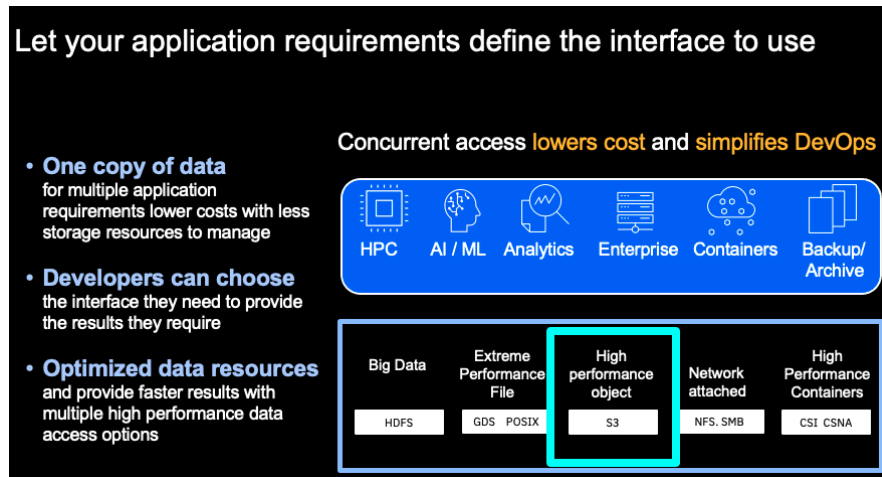 Let your application requirements define the interface to use
• One copy of data
for multiple application
requirements lower costs with less
storage resources to manage
• Developers can choose
the interface they need to provide
the results they require
• Optimized data resources
and provide faster results with
multiple high performance data
access options
Concurrent access lowers cost and simplifies DevOps
HPC
AI / ML
Analytics
Enterprise
Containers
Backup/
Archive
Big Data
HDFS
Extreme
Performance
File
GDS POSIX
High
performance
object
S3
Network
attached
NFS. SMB
High
Performance
Containers
CSI CSNA